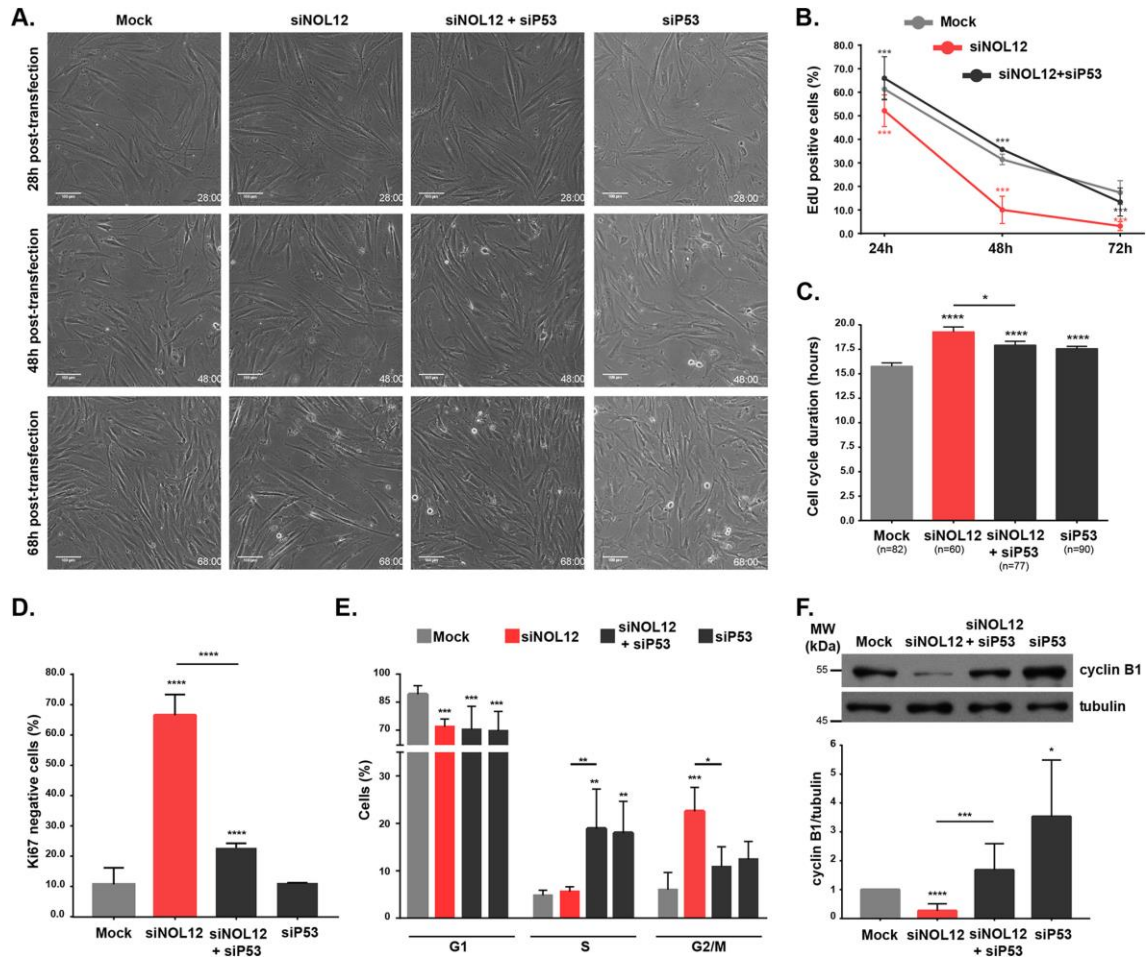 A.
Mock siNOL12 siNOL12 + siP53 siP53
28h post-transfection
28:00 28:00 28:00 28:00
48h post-transfection
48:00 48:00 48:00 48:00
68h post-transfection
68:00 68:00 68:00 68:00
B.
Mock
siNOL12
siNOL12+siP53
EdU positive cells (%)
80.0
70.0
60.0
50.0
40.0
30.0
20.0
10.0
0.0
***
***
***
***
***
***
24h 48h 72h
C.
Cell cycle duration (hours)
20.0
17.5
15.0
12.5
10.0
7.5
5.0
2.5
0.0
*
**** **** ****
Mock siNOL12 siNOL12 siP53
(n=82) (n=60) + siP53 (n=90)
(n=77)
D.
Ki67 negative cells (%)
80.0
70.0
60.0
50.0
40.0
30.0
20.0
10.0
0.0
****
****
****
Mock siNOL12 siNOL12 siP53
+ siP53
E.
Mock siNOL12 siNOL12 siP53
+ siP53
Cells (%)
100
85
70
30
20
10
0
*** *** ***
**
** **
*
***
G1 S G2/M
F.
MW
(kDa)
Mock siNOL12 siNOL12 + siP53 siP53
55
cyclin B1
tubulin
45
cyclin B1/tubulin
6
5
4
3
2
1
0
*
***
****
Mock siNOL12 siNOL12 siP53
+ siP53